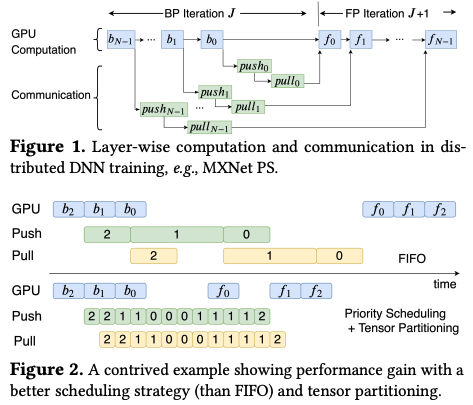 BP Iteration J
FP Iteration J+1
GPU
Computation
b_{N-1} ... b_1 b_0 f_0 f_1 ... f_{N-1}
push_0
pull_0
Communication
push_1
push_{N-1} ... pull_1
pull_{N-1}
Figure 1. Layer-wise computation and communication in dis-
tributed DNN training, e.g., MXNet PS.
GPU b_2 b_1 b_0 f_0 f_1 f_2
Push 2 1 0
Pull 2 1 0 FIFO
time
GPU b_2 b_1 b_0 f_0 f_1 f_2
Push 2 2 1 1 0 0 0 1 1 1 1 2
Priority Scheduling
+ Tensor Partitioning
Pull 2 2 1 1 0 0 0 1 1 1 1 2
Figure 2. A contrived example showing performance gain with a
better scheduling strategy (than FIFO) and tensor partitioning.